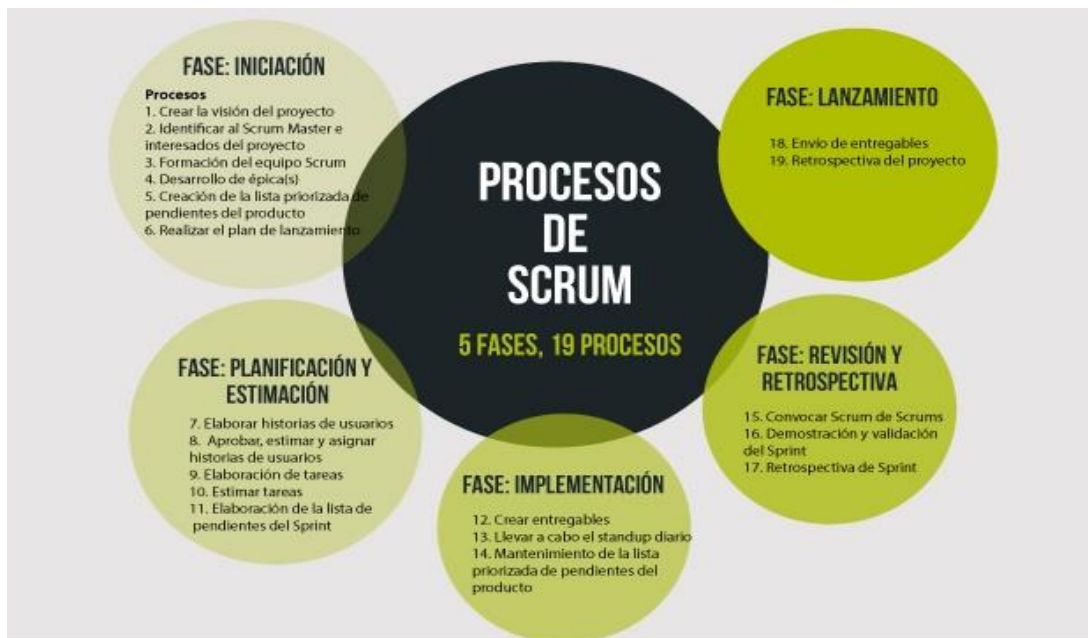 FASE: INICIACIÓN
Procesos
1. Crear la visión del proyecto
2. Identificar al Scrum Master e
interesados del proyecto
3. Formación del equipo Scrum
4. Desarrollo de épica(s)
5. Creación de la lista priorizada de
pendientes del producto
6. Realizar el plan de lanzamiento
PROCESOS
DE
SCRUM
5 FASES, 19 PROCESOS
FASE: LANZAMIENTO
18. Envío de entregables
19. Retrospectiva del proyecto
FASE: PLANIFICACIÓN Y
ESTIMACIÓN
7. Elaborar historias de usuarios
8. Aprobar, estimar y asignar
historias de usuarios
9. Elaboración de tareas
10. Estimar tareas
11. Elaboración de la lista de
pendientes del Sprint
FASE: IMPLEMENTACIÓN
12. Crear entregables
13. Llevar a cabo el standup diario
14. Mantenimiento de la lista
priorizada de pendientes del
producto
FASE: REVISIÓN Y
RETROSPECTIVA
15. Convocar Scrum de Scrums
16. Demostración y validación
del Sprint
17. Retrospectiva de Sprint